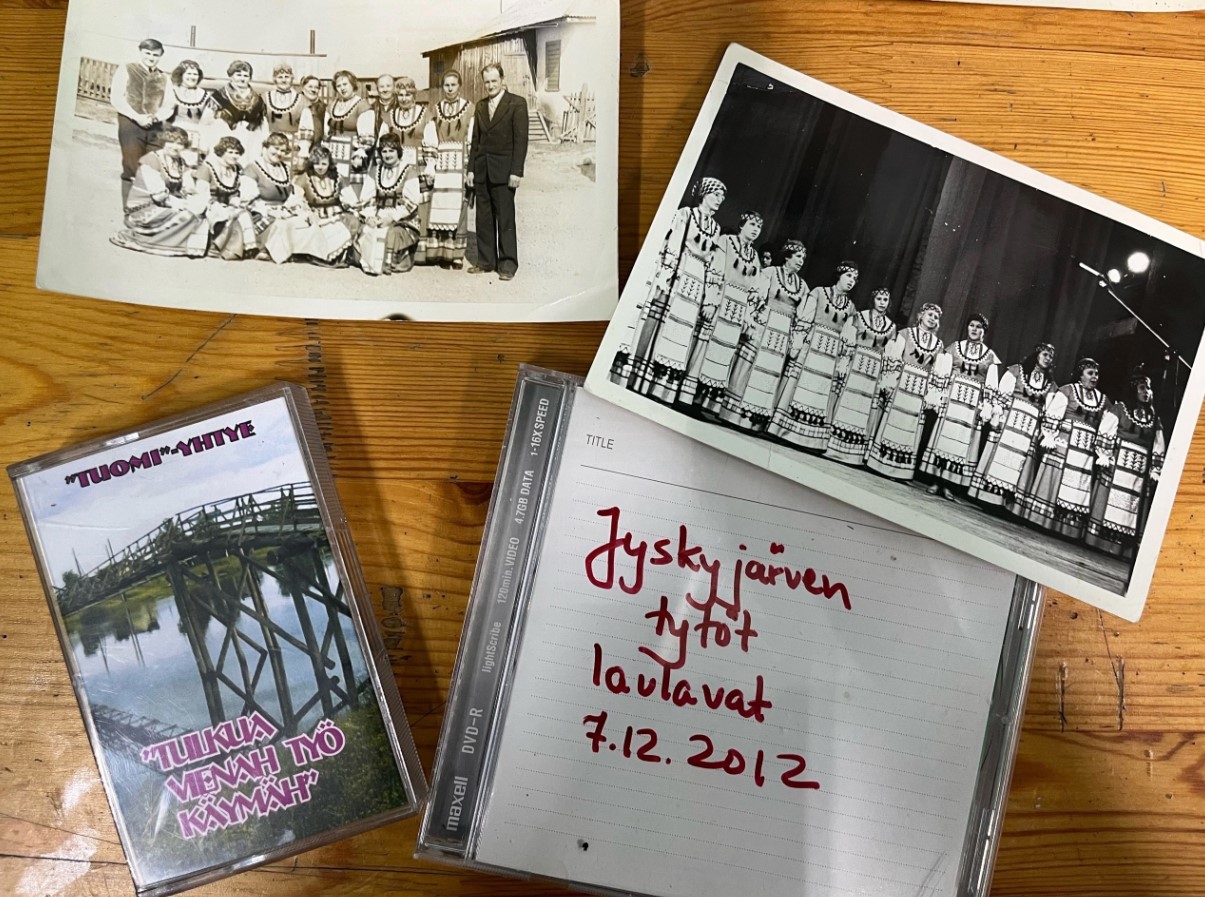 "TUOMI"-YHTYE
"TULKUA
VIENAH TYÖ
KÄYMÄH"
maxell DVD-R lightScribe 120min.VIDEO 4.7GB DATA 1-16X SPEED
TITLE
Jyskyjärven
tytöt
laulavat
7.12.2012